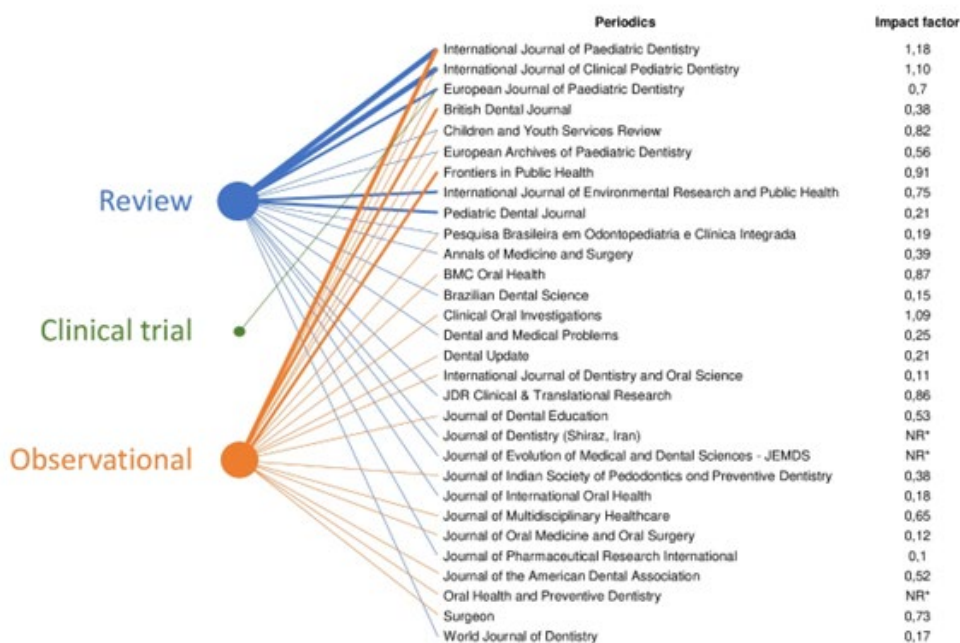 Periodics Impact factor
International Journal of Paediatric Dentistry 1,18
International Journal of Clinical Pediatric Dentistry 1,10
European Journal of Paediatric Dentistry 0,7
British Dental Journal 0,38
Children and Youth Services Review 0,82
European Archives of Paediatric Dentistry 0,56
Frontiers in Public Health 0,91
International Journal of Environmental Research and Public Health 0,75
Review
Pediatric Dental Journal 0,21
Pesquisa Brasileira em Odontopediatria e Clínica Integrada 0,19
Annals of Medicine and Surgery 0,39
BMC Oral Health 0,87
Brazilian Dental Science 0,15
Clinical Oral Investigations 1,09
Clinical trial
Dental and Medical Problems 0,25
Dental Update 0,21
International Journal of Dentistry and Oral Science 0,11
JDR Clinical & Translational Research 0,86
Journal of Dental Education 0,53
Journal of Dentistry (Shiraz, Iran) NR*
Journal of Evolution of Medical and Dental Sciences - JEMDS NR*
Observational
Journal of Indian Society of Pedodontics ond Preventive Dentistry 0,38
Journal of International Oral Health 0,18
Journal of Multidisciplinary Healthcare 0,65
Journal of Oral Medicine and Oral Surgery 0,12
Journal of Pharmaceutical Research International 0,1
Journal of the American Dental Association 0,52
Oral Health and Preventive Dentistry NR*
Surgeon 0,73
World Journal of Dentistry 0,17